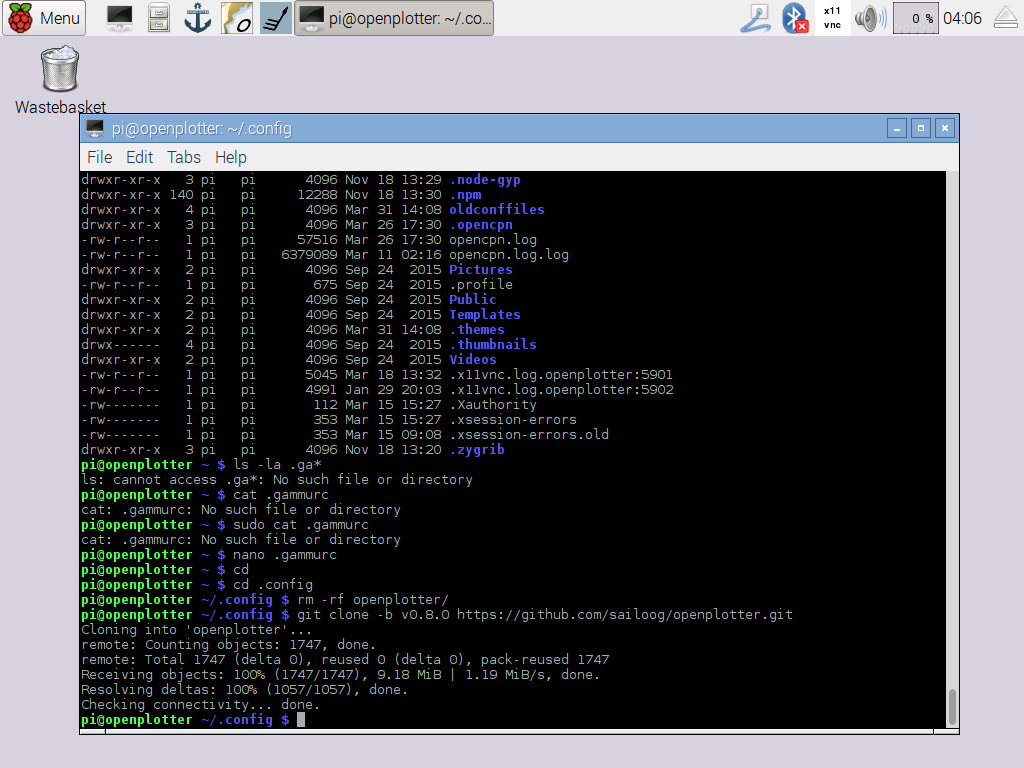 Menu
pi@openplotter: ~/.co...
x11
vnc
0 %
04:06
Wastebasket
pi@openplotter: ~/.config
File Edit Tabs Help
drwxr-xr-x   3 pi   pi      4096 Nov 18 13:29 .node-gyp
drwxr-xr-x 140 pi   pi     12288 Nov 18 13:30 .npm
drwxr-xr-x   4 pi   pi      4096 Mar 31 14:08 oldconffiles
drwxr-xr-x   3 pi   pi      4096 Mar 26 17:30 .opencpn
-rw-r--r--   1 pi   pi     57516 Mar 26 17:30 opencpn.log
-rw-r--r--   1 pi   pi   6379089 Mar 11 02:16 opencpn.log.log
drwxr-xr-x   2 pi   pi      4096 Sep 24  2015 Pictures
-rw-r--r--   1 pi   pi       675 Sep 24  2015 .profile
drwxr-xr-x   2 pi   pi      4096 Sep 24  2015 Public
drwxr-xr-x   2 pi   pi      4096 Sep 24  2015 Templates
drwxr-xr-x   2 pi   pi      4096 Mar 31 14:08 .themes
drwx------   4 pi   pi      4096 Sep 24  2015 .thumbnails
drwxr-xr-x   2 pi   pi      4096 Sep 24  2015 Videos
-rw-r--r--   1 pi   pi      5045 Mar 18 13:32 .x11vnc.log.openplotter:5901
-rw-r--r--   1 pi   pi      4991 Jan 29 20:03 .x11vnc.log.openplotter:5902
-rw-------   1 pi   pi       112 Mar 15 15:27 .Xauthority
-rw-------   1 pi   pi       353 Mar 15 15:27 .xsession-errors
-rw-------   1 pi   pi       353 Mar 15 09:08 .xsession-errors.old
drwxr-xr-x   3 pi   pi      4096 Nov 18 13:20 .zygrib
pi@openplotter ~ $ ls -la .ga*
ls: cannot access .ga*: No such file or directory
pi@openplotter ~ $ cat .gammurc
cat: .gammurc: No such file or directory
pi@openplotter ~ $ sudo cat .gammurc
cat: .gammurc: No such file or directory
pi@openplotter ~ $ nano .gammurc
pi@openplotter ~ $ cd
pi@openplotter ~ $ cd .config
pi@openplotter ~/.config $ rm -rf openplotter/
pi@openplotter ~/.config $ git clone -b v0.8.0 https://github.com/sailoog/openplotter.git
Cloning into 'openplotter'...
remote: Counting objects: 1747, done.
remote: Total 1747 (delta 0), reused 0 (delta 0), pack-reused 1747
Receiving objects: 100% (1747/1747), 9.18 MiB | 1.19 MiB/s, done.
Resolving deltas: 100% (1057/1057), done.
Checking connectivity... done.
pi@openplotter ~/.config $